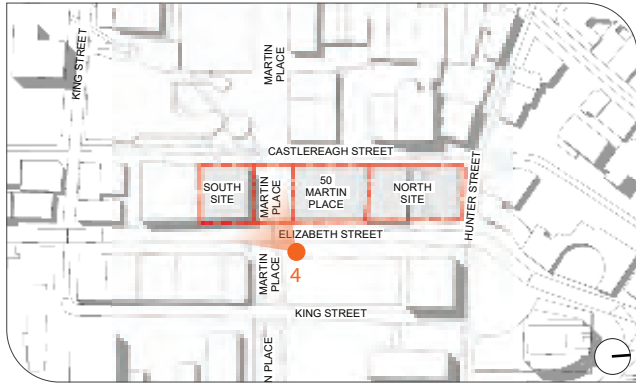 KING STREET
MARTIN
PLACE
CASTLEREAGH STREET
SOUTH
SITE
MARTIN
PLACE
50
MARTIN
PLACE
NORTH
SITE
HUNTER STREET
ELIZABETH STREET
MARTIN
PLACE
4
KING STREET
N PLACE